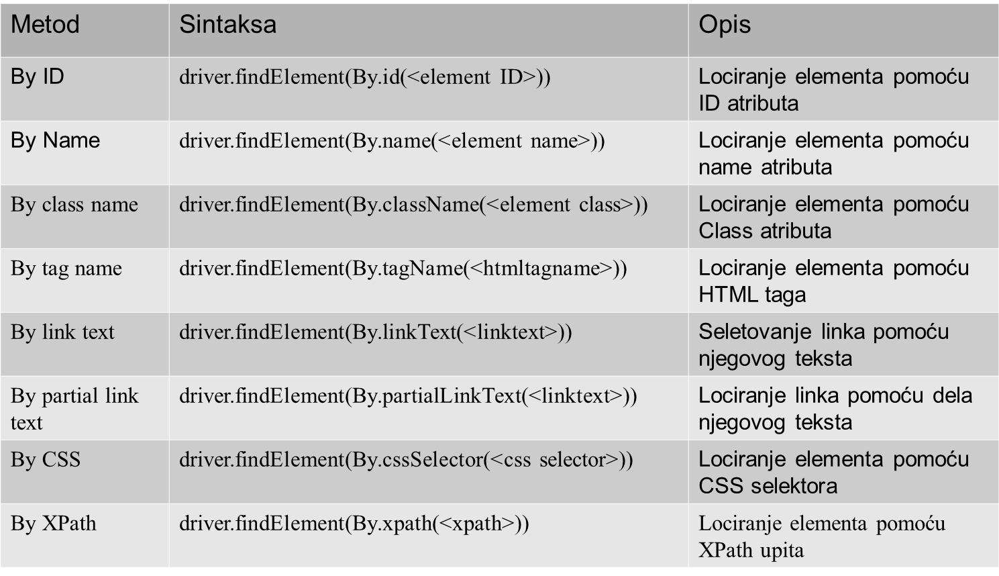 Metod Sintaksa Opis
By ID driver.findElement(By.id(<element ID>)) Lociranje elementa pomoću
ID atributa
By Name driver.findElement(By.name(<element name>)) Lociranje elementa pomoću
name atributa
By class name driver.findElement(By.className(<element class>)) Lociranje elementa pomoću
Class atributa
By tag name driver.findElement(By.tagName(<htmltagname>)) Lociranje elementa pomoću
HTML taga
By link text driver.findElement(By.linkText(<linktext>)) Seletovanje linka pomoću
njegovog teksta
By partial link driver.findElement(By.partialLinkText(<linktext>)) Lociranje linka pomoću dela
text njegovog teksta
By CSS driver.findElement(By.cssSelector(<css selector>)) Lociranje elementa pomoću
CSS selektora
By XPath driver.findElement(By.xpath(<xpath>)) Lociranje elementa pomoću
XPath upita